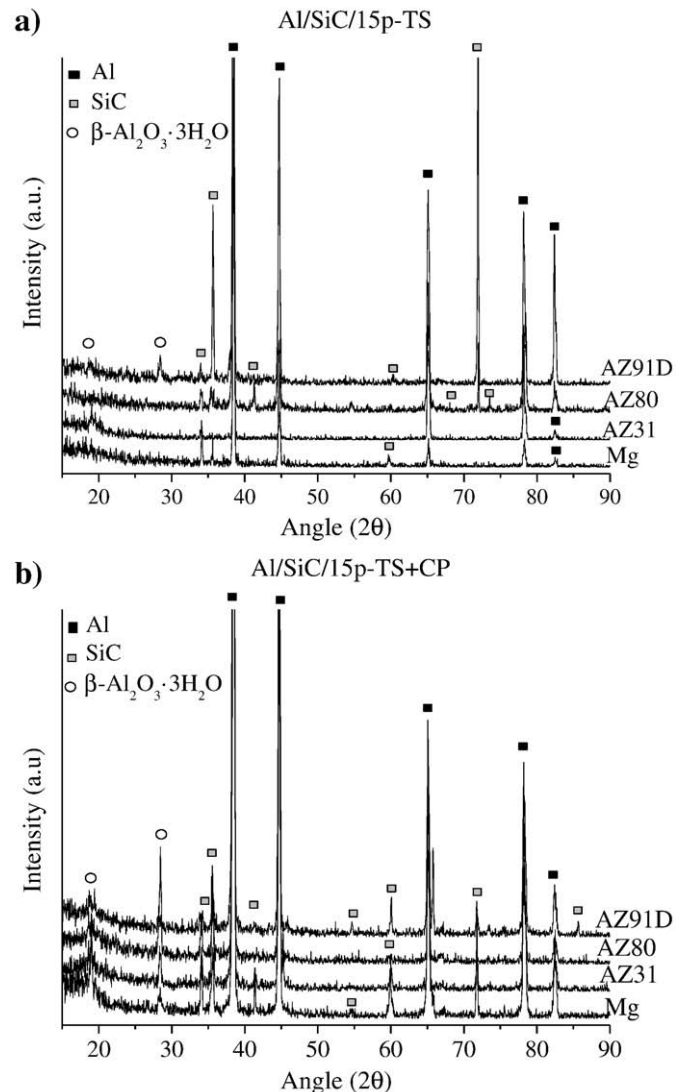 a)
Al/SiC/15p-TS
Al
SiC
β-Al₂O₃·3H₂O
Intensity (a.u.)
AZ91D
AZ80
AZ31
Mg
20 30 40 50 60 70 80 90
Angle (2θ)
b)
Al/SiC/15p-TS+CP
Al
SiC
β-Al₂O₃·3H₂O
Intensity (a.u)
AZ91D
AZ80
AZ31
Mg
20 30 40 50 60 70 80 90
Angle (2θ)